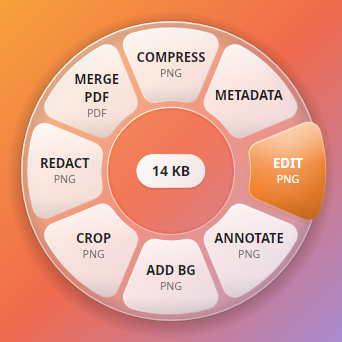 COMPRESS
PNG
METADATA
EDIT
PNG
ANNOTATE
PNG
ADD BG
PNG
CROP
PNG
REDACT
PNG
MERGE
PDF
PDF
14 KB